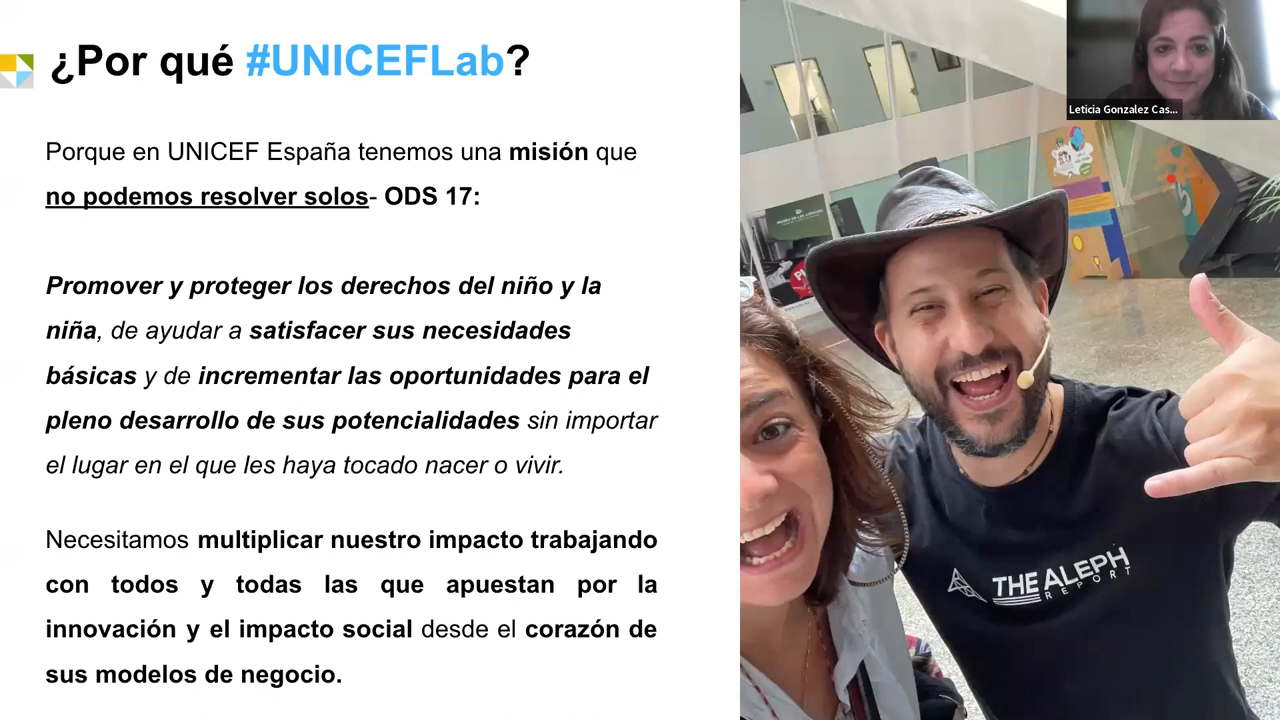 ¿Por qué #UNICEFLab?
Porque en UNICEF España tenemos una misión que
no podemos resolver solos- ODS 17:
Promover y proteger los derechos del niño y la
niña, de ayudar a satisfacer sus necesidades
básicas y de incrementar las oportunidades para el
pleno desarrollo de sus potencialidades sin importar
el lugar en el que les haya tocado nacer o vivir.
Necesitamos multiplicar nuestro impacto trabajando
con todos y todas las que apuestan por la
innovación y el impacto social desde el corazón de
sus modelos de negocio.
Leticia Gonzalez Cas...
THE ALEPH
REPORT